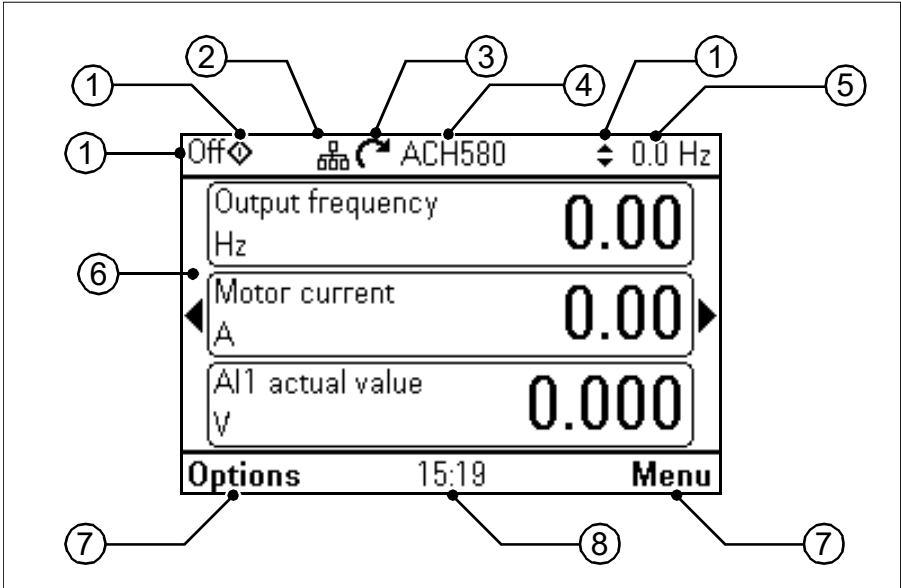 2 3 1
1 4 5
1 Off ACH580 0.0 Hz
Output frequency 0.00
Hz
6
Motor current 0.00
A
AI1 actual value 0.000
V
Options 15:19 Menu
7 8 7